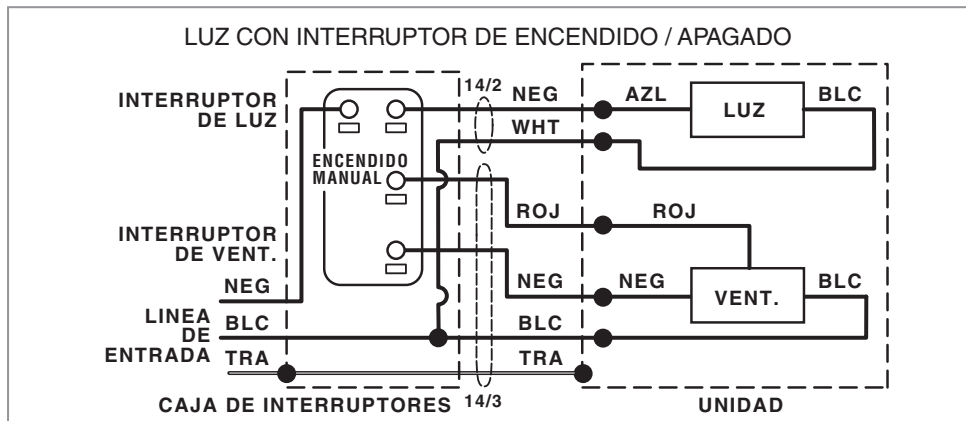 LUZ CON INTERRUPTOR DE ENCENDIDO / APAGADO
INTERRUPTOR
DE LUZ
14/2
NEG
AZL
LUZ
BLC
WHT
ENCENDIDO
MANUAL
ROJ
ROJ
INTERRUPTOR
DE VENT.
NEG
NEG
NEG
VENT.
BLC
LINEA
DE
ENTRADA
BLC
BLC
TRA
TRA
CAJA DE INTERRUPTORES
14/3
UNIDAD